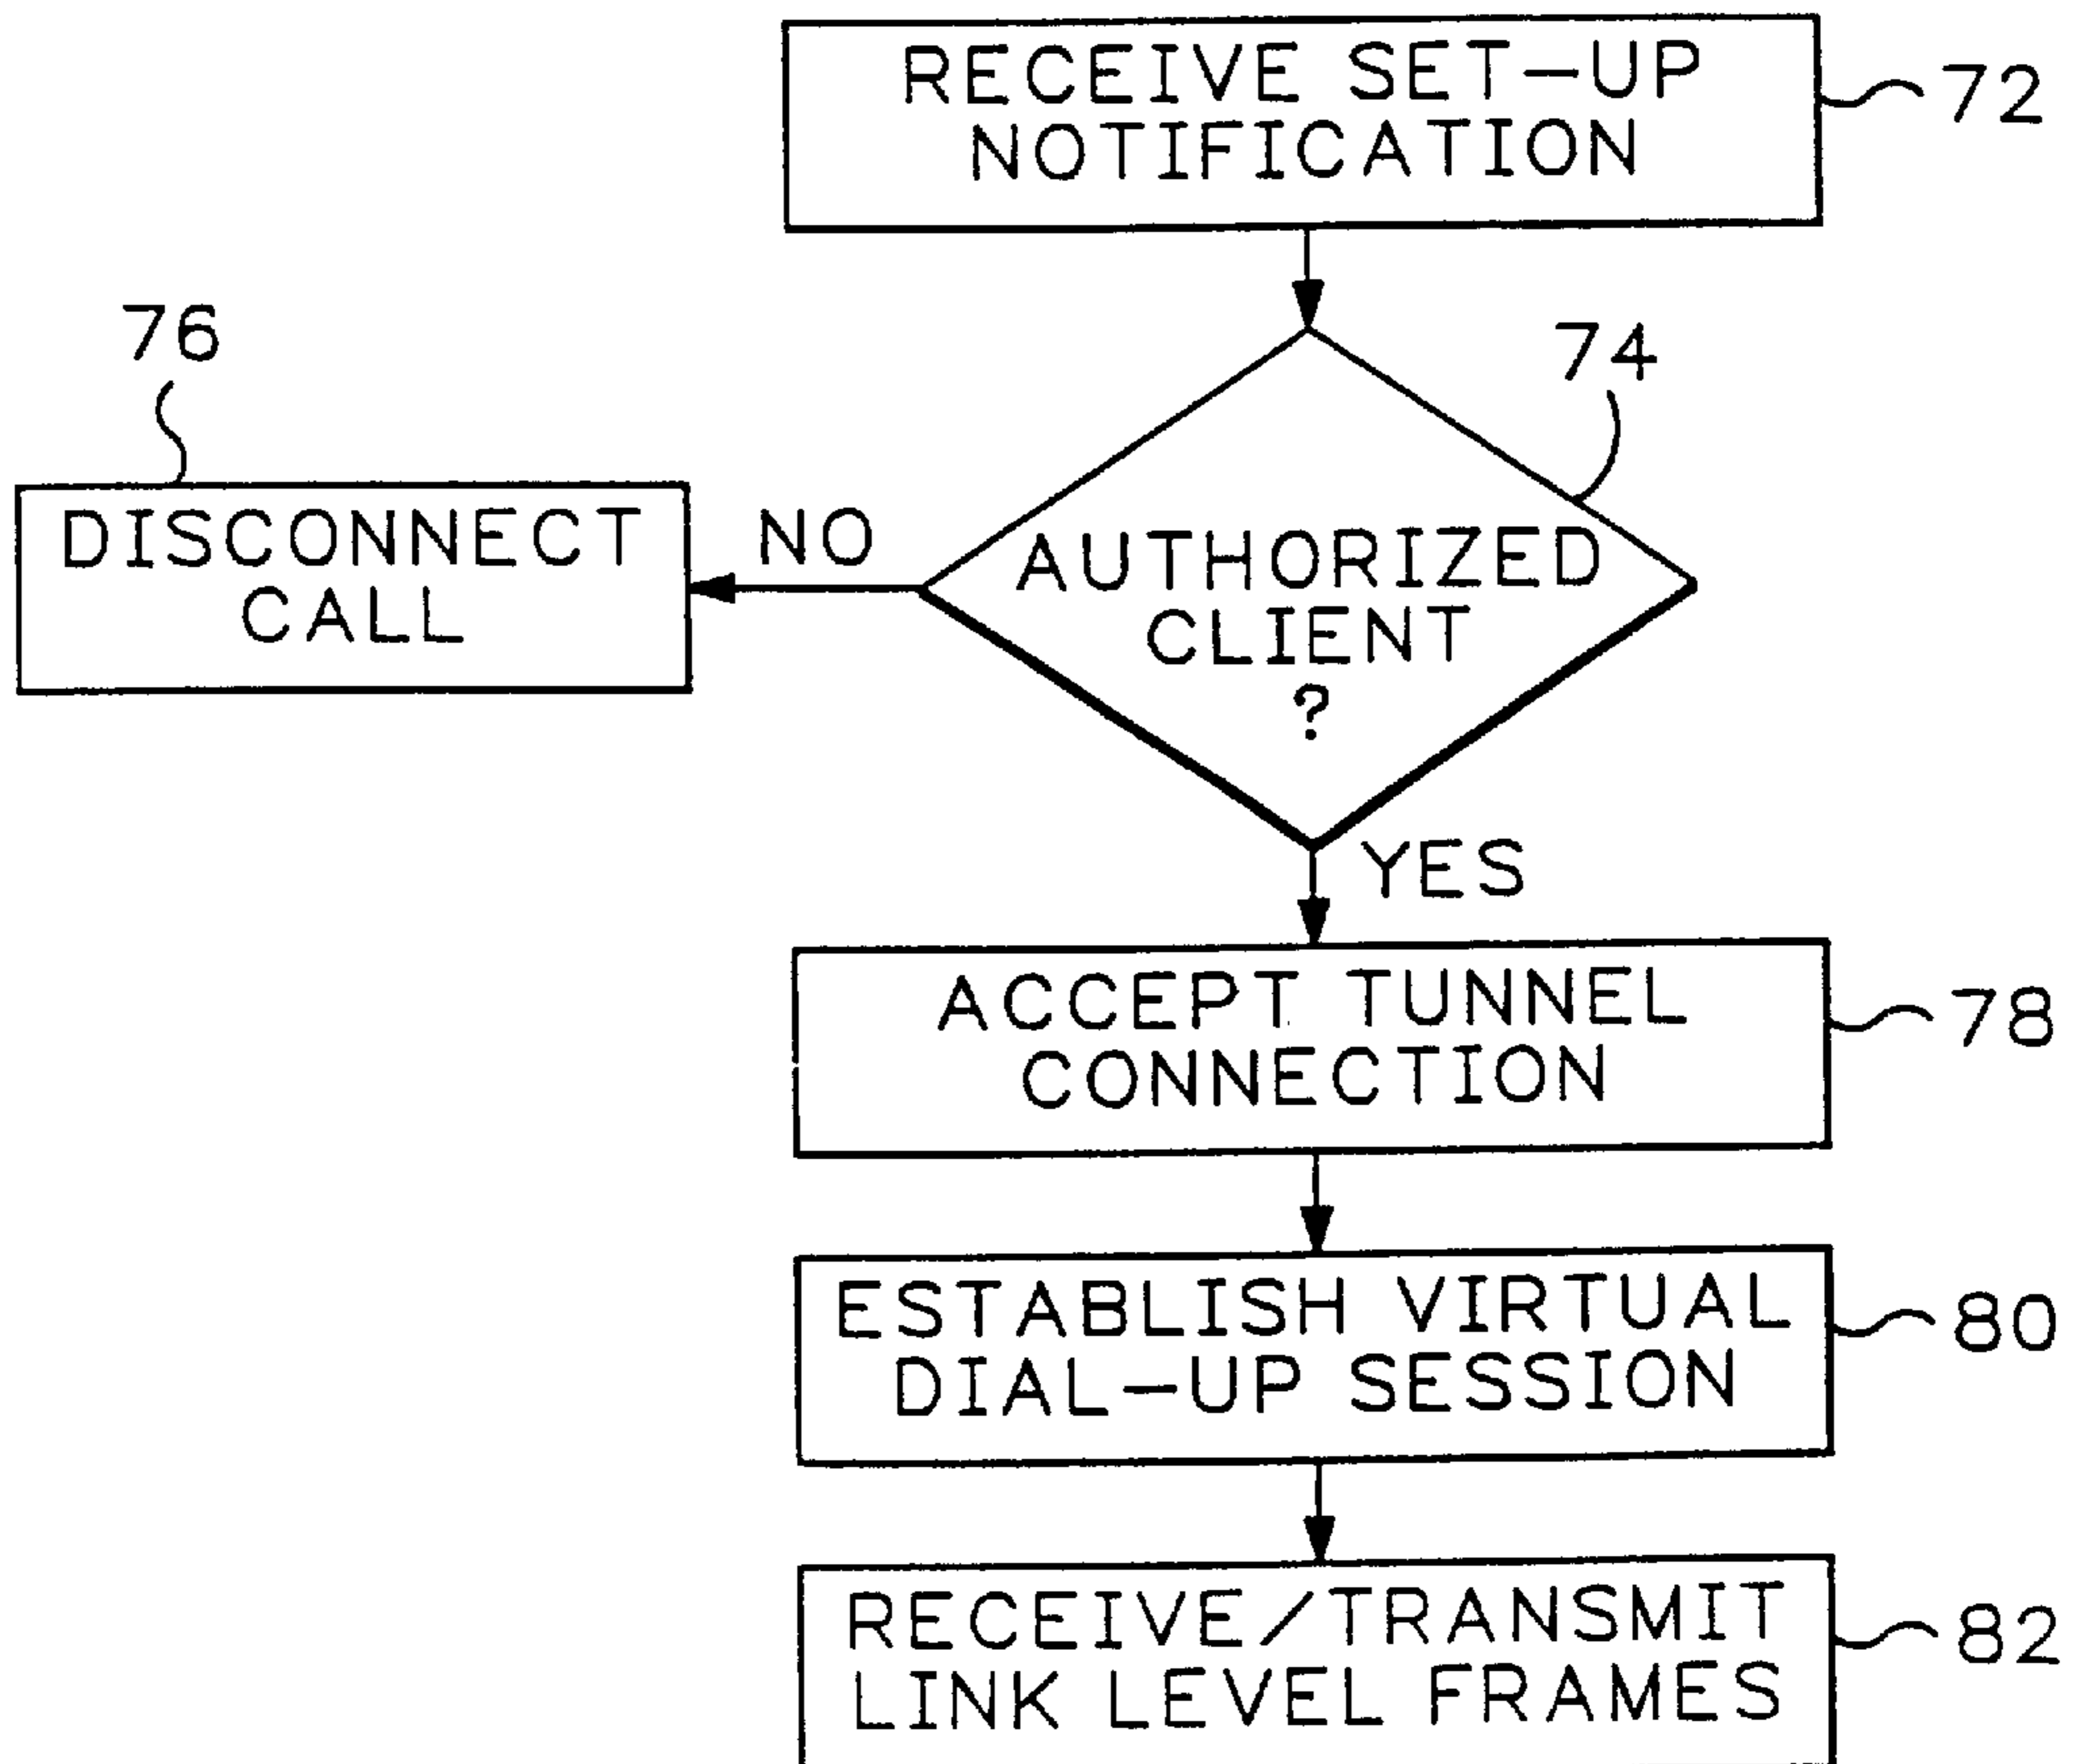 RECEIVE SET-UP
NOTIFICATION
72
74
AUTHORIZED
CLIENT
?
NO
76
DISCONNECT
CALL
YES
ACCEPT TUNNEL
CONNECTION
78
ESTABLISH VIRTUAL
DIAL-UP SESSION
80
RECEIVE/TRANSMIT
LINK LEVEL FRAMES
82